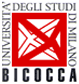 UNIVERSITÀ
DEGLI STUDI
DI MILANO
BICOCCA